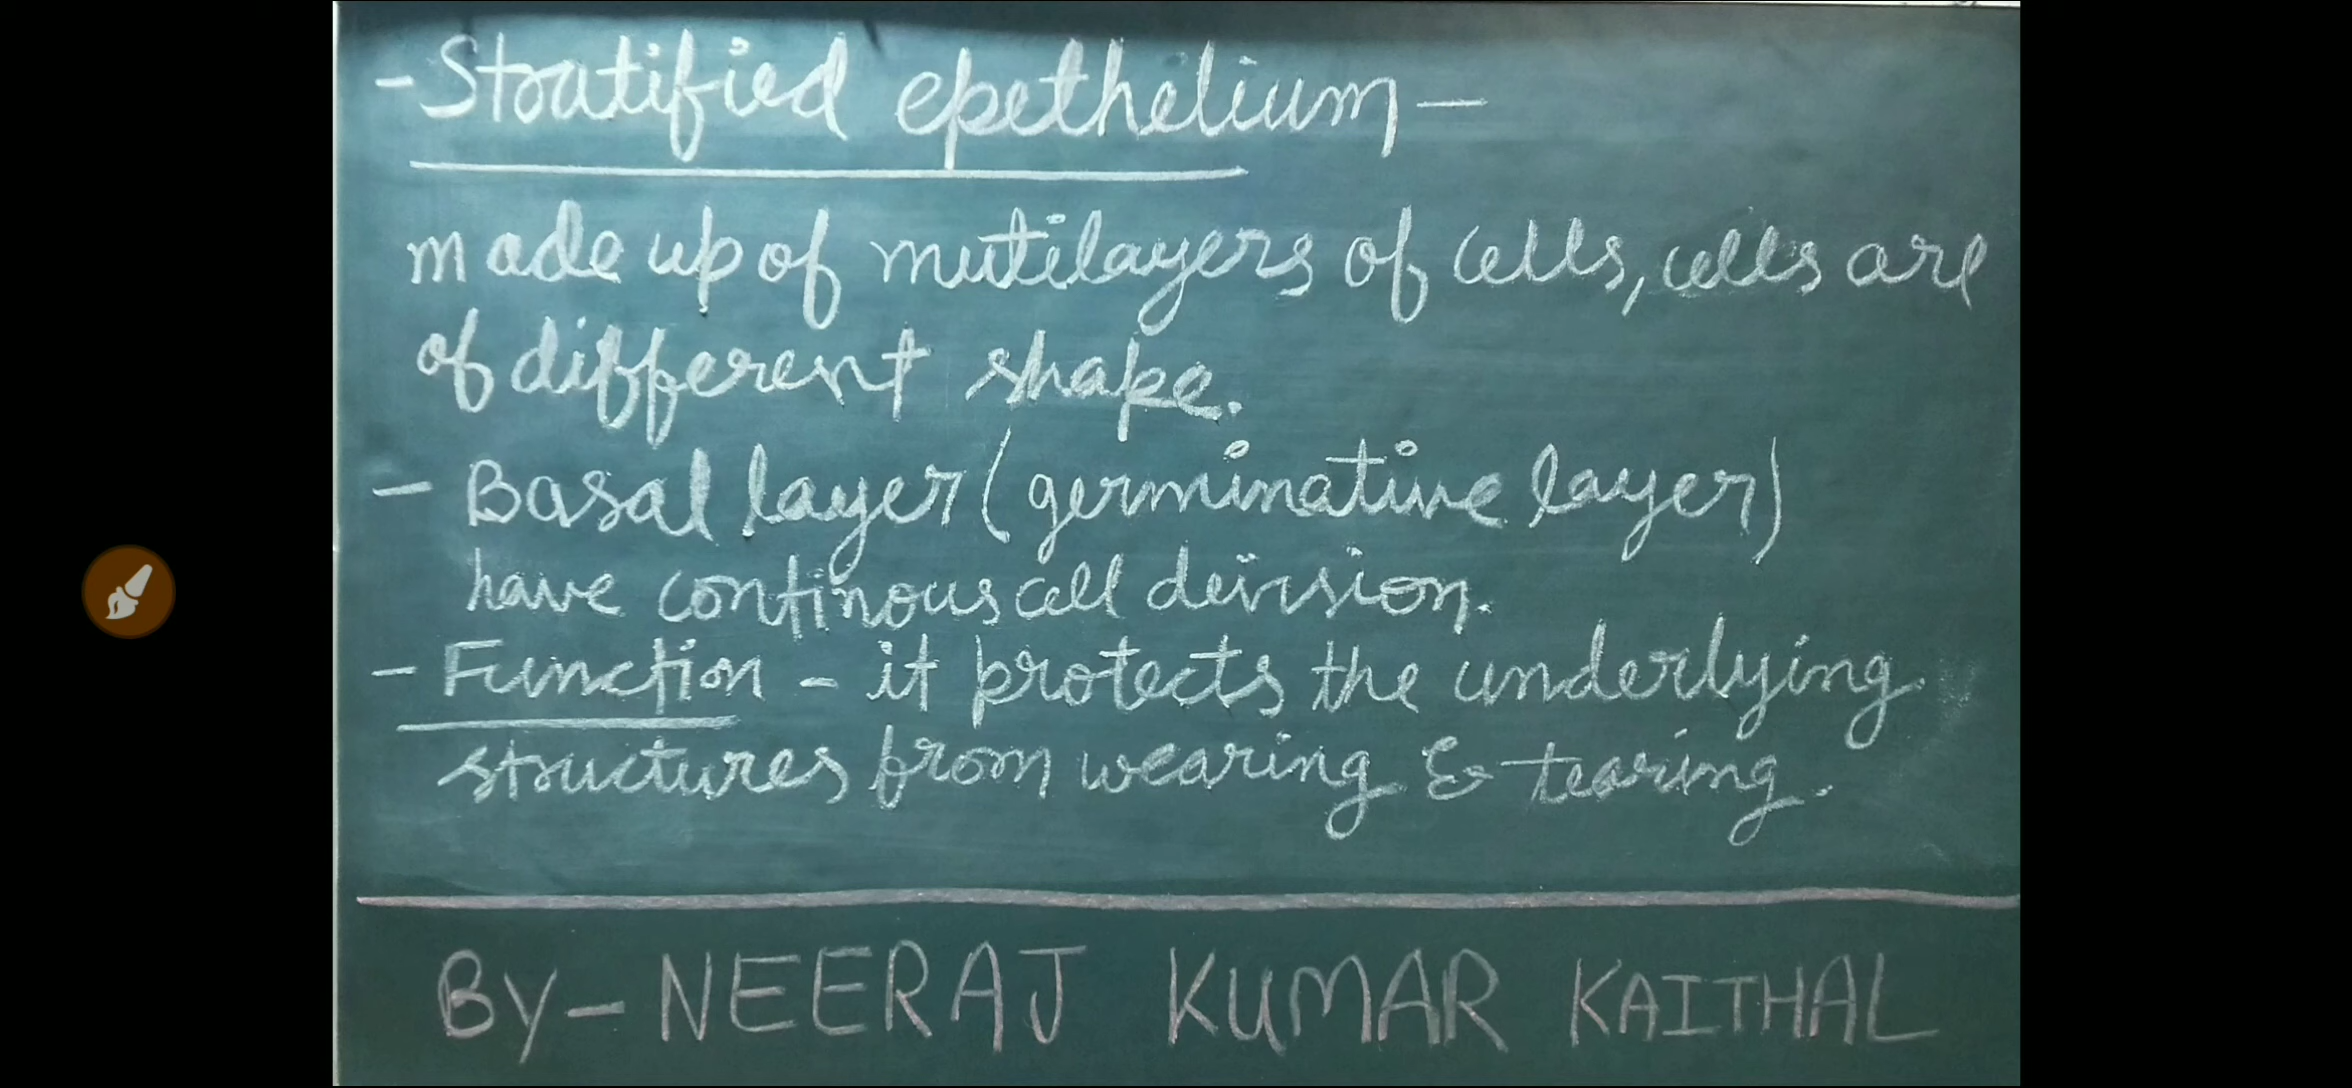 - Stratified epethelium -
made up of mutilayers of cells, cells are
of different shape.
- Basal layer (germinative layer)
have continous cell deivision.
- Function - it protects the underlying
structures from wearing & tearing.
By - NEERAJ KUMAR KAITHAL